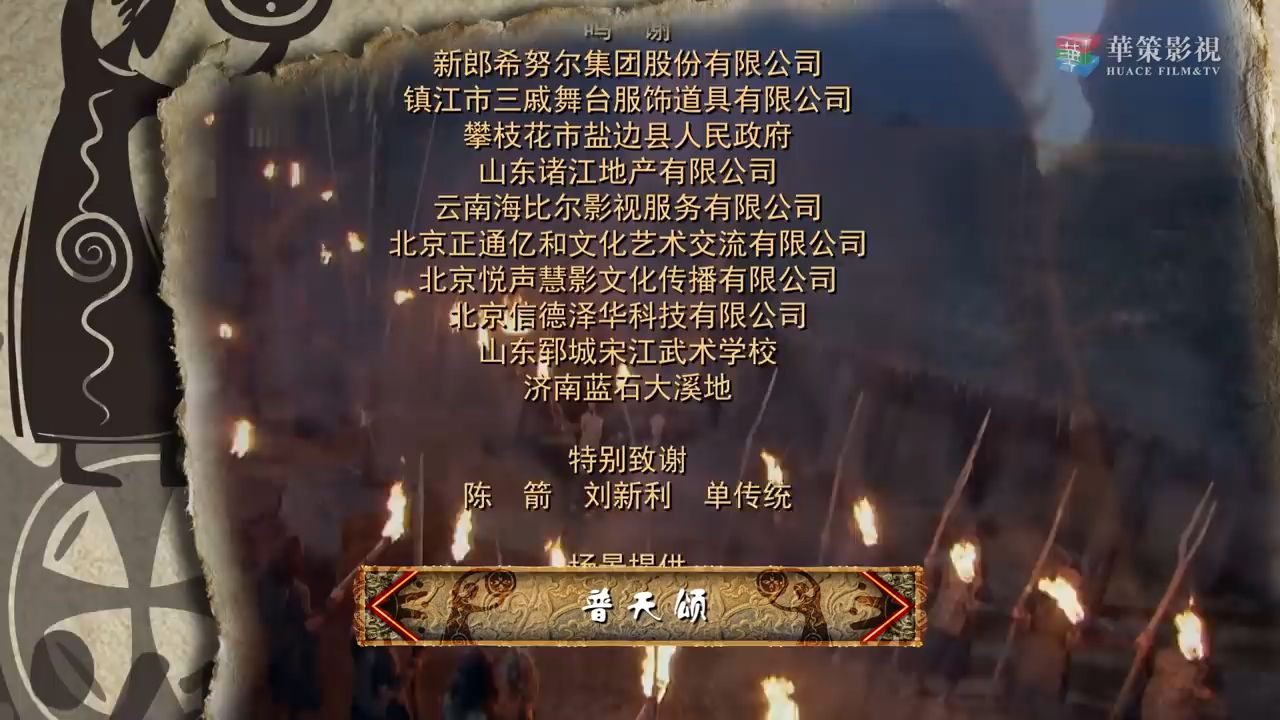 鸣 谢
華策影視
HUACE FILM&TV
新郎希努尔集团股份有限公司
镇江市三戚舞台服饰道具有限公司
攀枝花市盐边县人民政府
山东诸江地产有限公司
云南海比尔影视服务有限公司
北京正通亿和文化艺术交流有限公司
北京悦声慧影文化传播有限公司
北京信德泽华科技有限公司
山东郓城宋江武术学校
济南蓝石大溪地
特别致谢
陈 箭 刘新利 单传统
场景提供
普天颂